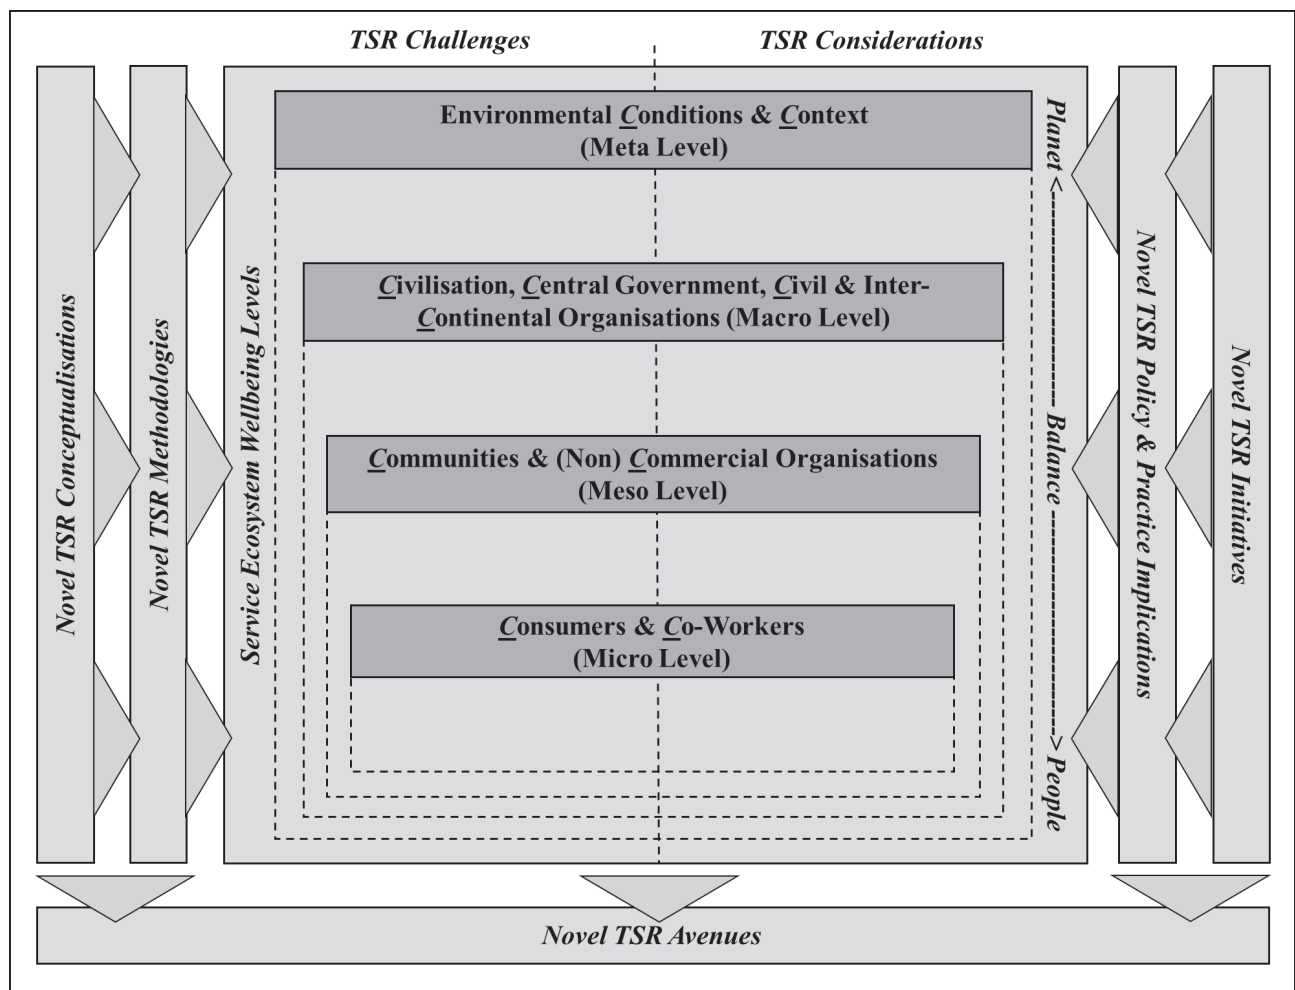 TSR Challenges
TSR Considerations
Novel TSR Conceptualisations
Novel TSR Methodologies
Service Ecosystem Wellbeing Levels
Environmental Conditions & Context
(Meta Level)
Civilisation, Central Government, Civil & Inter-
Continental Organisations (Macro Level)
Communities & (Non) Commercial Organisations
(Meso Level)
Consumers & Co-Workers
(Micro Level)
Planet <-------------- Balance --------------> People
Novel TSR Policy & Practice Implications
Novel TSR Initiatives
Novel TSR Avenues